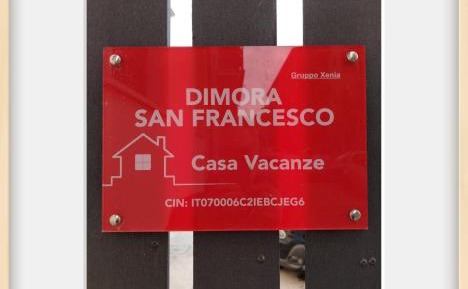 Gruppo Xenia
DIMORA
SAN FRANCESCO
Casa Vacanze
CIN: IT070006C2IEBCJEG6